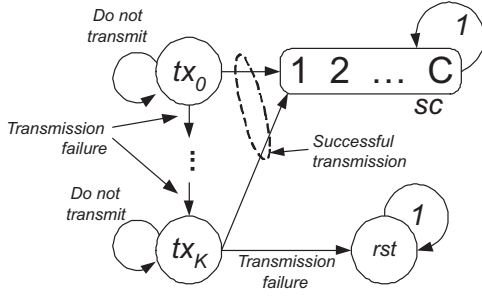 Do not
transmit
tx0
1 2 ... C
1
sc
Transmission
failure
⋮
Successful
transmission
Do not
transmit
txK
Transmission
failure
rst
1